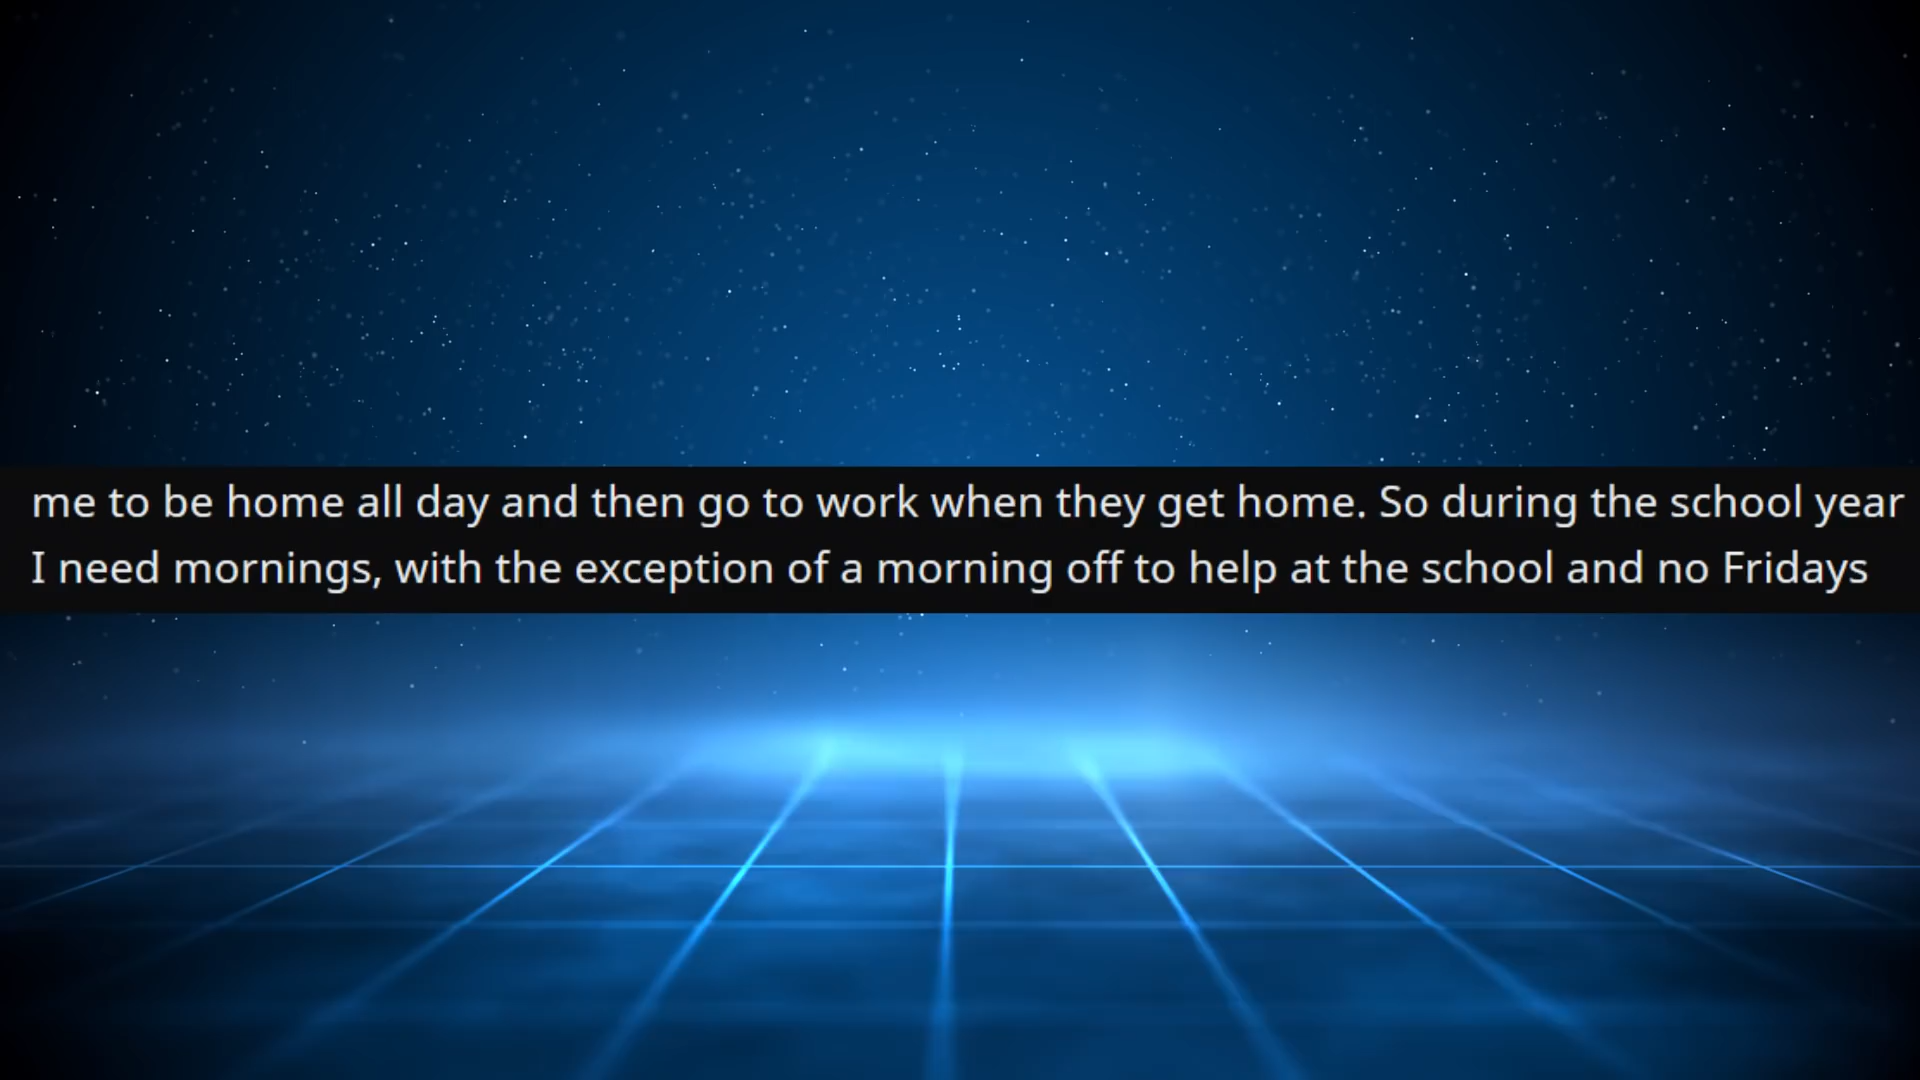 me to be home all day and then go to work when they get home. So during the school year
I need mornings, with the exception of a morning off to help at the school and no Fridays